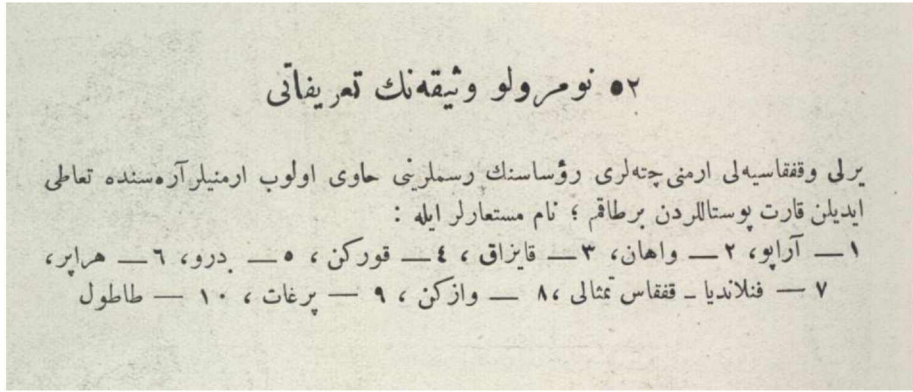 ٥٢ نومرولو وثيقه‌نك تعريفاتى
يرلى وقفقاسيه‌لى ارمنى چته‌لرى رؤساسنك رسملرينى حاوى اولوب ارمنيلر آره‌سنده تعاطى
ايديلن قارت پوستاللردن برطاقم ؛ نام مستعارلر ايله :
١ — آراپو، ٢ — واهان، ٣ — قايزاق ، ٤ — قوركن ، ٥ — درو، ٦ — هراير،
٧ — فنلانديا ـ قفقاس تمثالى ،٨ — وازكن ، ٩ — پرغات ، ١٠ — طاطول